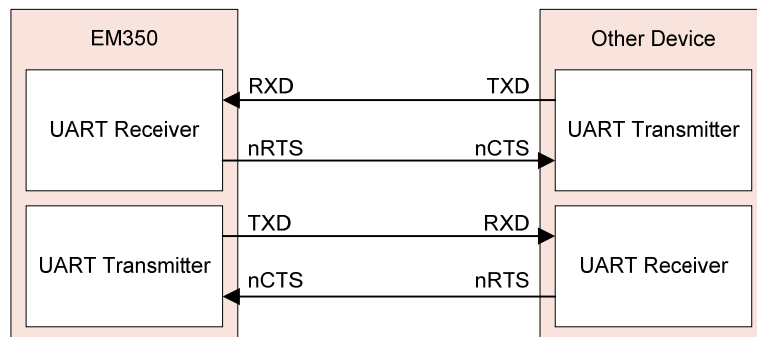 EM350
Other Device
RXD
TXD
UART Receiver
UART Transmitter
nRTS
nCTS
TXD
RXD
UART Transmitter
UART Receiver
nCTS
nRTS